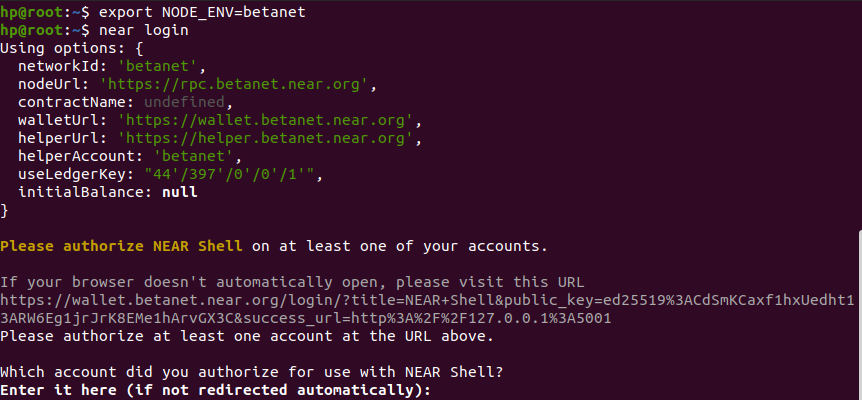 hp@root:~$ export NODE_ENV=betanet
hp@root:~$ near login
Using options: {
  networkId: 'betanet',
  nodeUrl: 'https://rpc.betanet.near.org',
  contractName: undefined,
  walletUrl: 'https://wallet.betanet.near.org',
  helperUrl: 'https://helper.betanet.near.org',
  helperAccount: 'betanet',
  useLedgerKey: "44'/397'/0'/0'/1'",
  initialBalance: null
}
Please authorize NEAR Shell on at least one of your accounts.
If your browser doesn't automatically open, please visit this URL
https://wallet.betanet.near.org/login/?title=NEAR+Shell&public_key=ed25519%3ACdSmKCaxf1hxUedht1
3ARW6Eg1jrJrK8EMe1hArvGX3C&success_url=http%3A%2F%2F127.0.0.1%3A5001
Please authorize at least one account at the URL above.
Which account did you authorize for use with NEAR Shell?
Enter it here (if not redirected automatically):